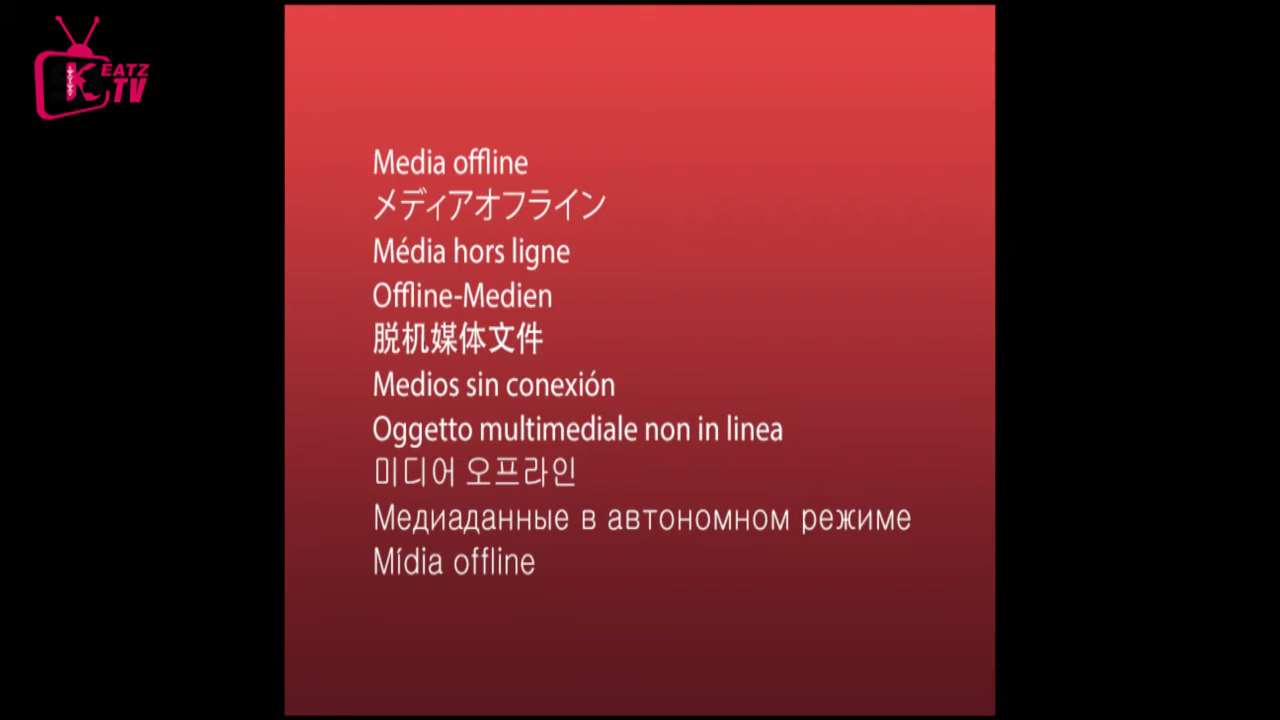 KEATZ
TV
Media offline
メディアオフライン
Média hors ligne
Offline-Medien
脱机媒体文件
Medios sin conexión
Oggetto multimediale non in linea
미디어 오프라인
Медиаданные в автономном режиме
Mídia offline